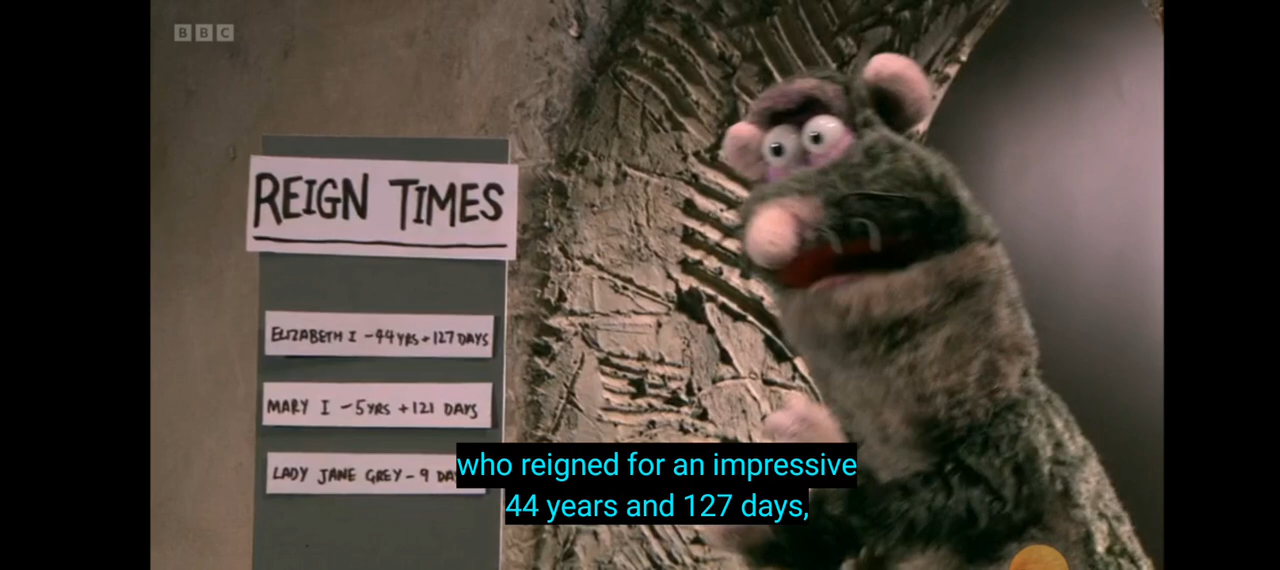 BBC
REIGN TIMES
ELIZABETH I - 44 YRS + 127 DAYS
MARY I - 5 YRS + 121 DAYS
LADY JANE GREY - 9 DA
who reigned for an impressive
44 years and 127 days,